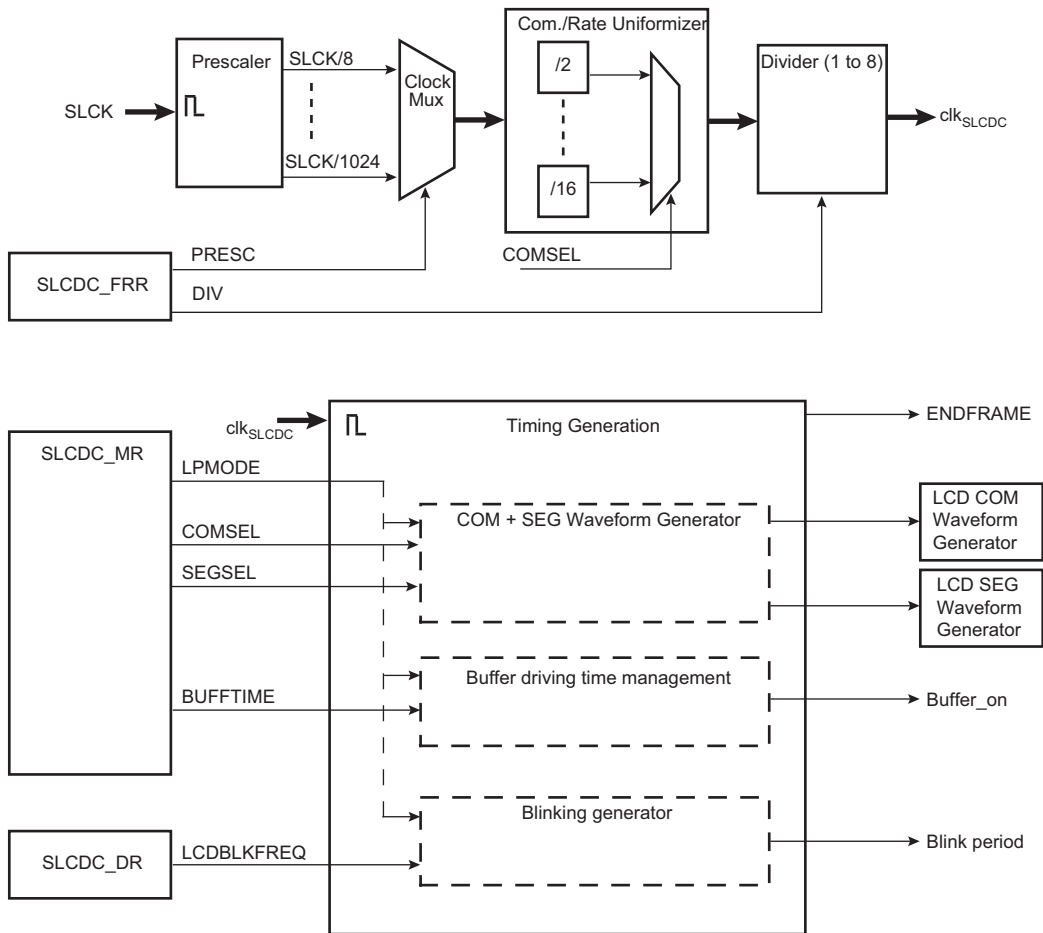 Com./Rate Uniformizer
Prescaler
SLCK/8
SLCK
SLCK/1024
Clock
Mux
/2
/16
Divider (1 to 8)
clkSLCDC
PRESC
COMSEL
SLCDC_FRR
DIV
clkSLCDC
Timing Generation
ENDFRAME
SLCDC_MR
LPMODE
COM + SEG Waveform Generator
LCD COM
Waveform
Generator
COMSEL
SEGSEL
LCD SEG
Waveform
Generator
Buffer driving time management
BUFFTIME
Buffer_on
Blinking generator
SLCDC_DR
LCDBLKFREQ
Blink period